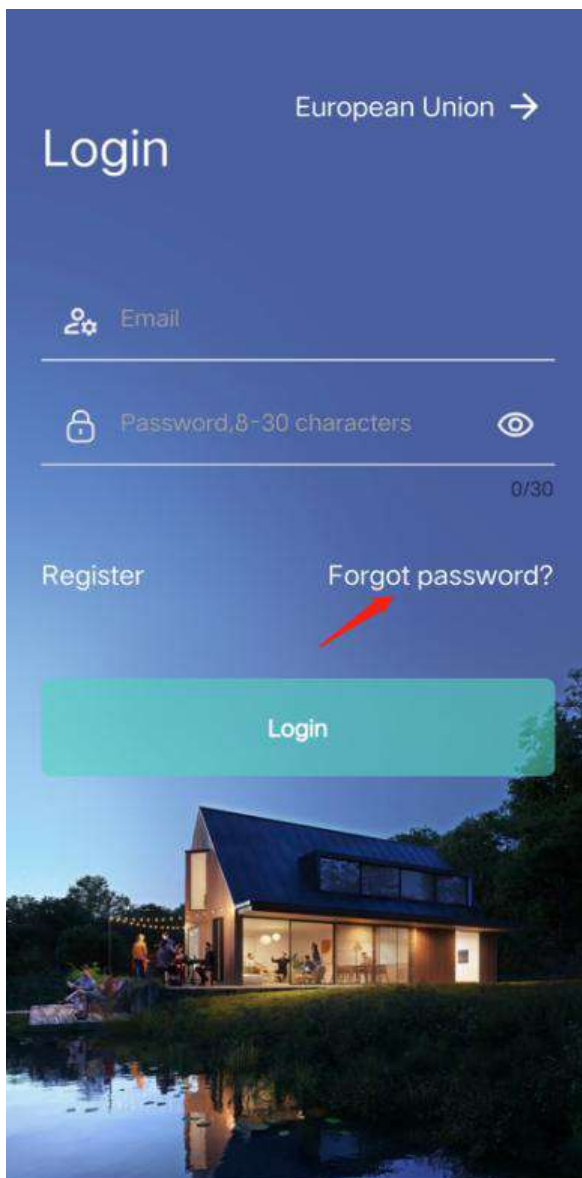 European Union →
Login
Email
Password,8-30 characters
0/30
Register
Forgot password?
Login